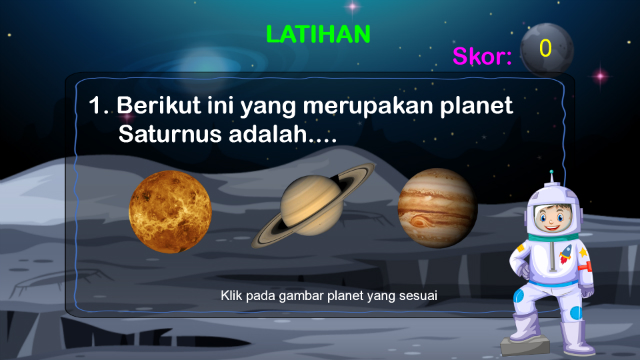 LATIHAN
Skor: 0
1. Berikut ini yang merupakan planet
Saturnus adalah....
Klik pada gambar planet yang sesuai